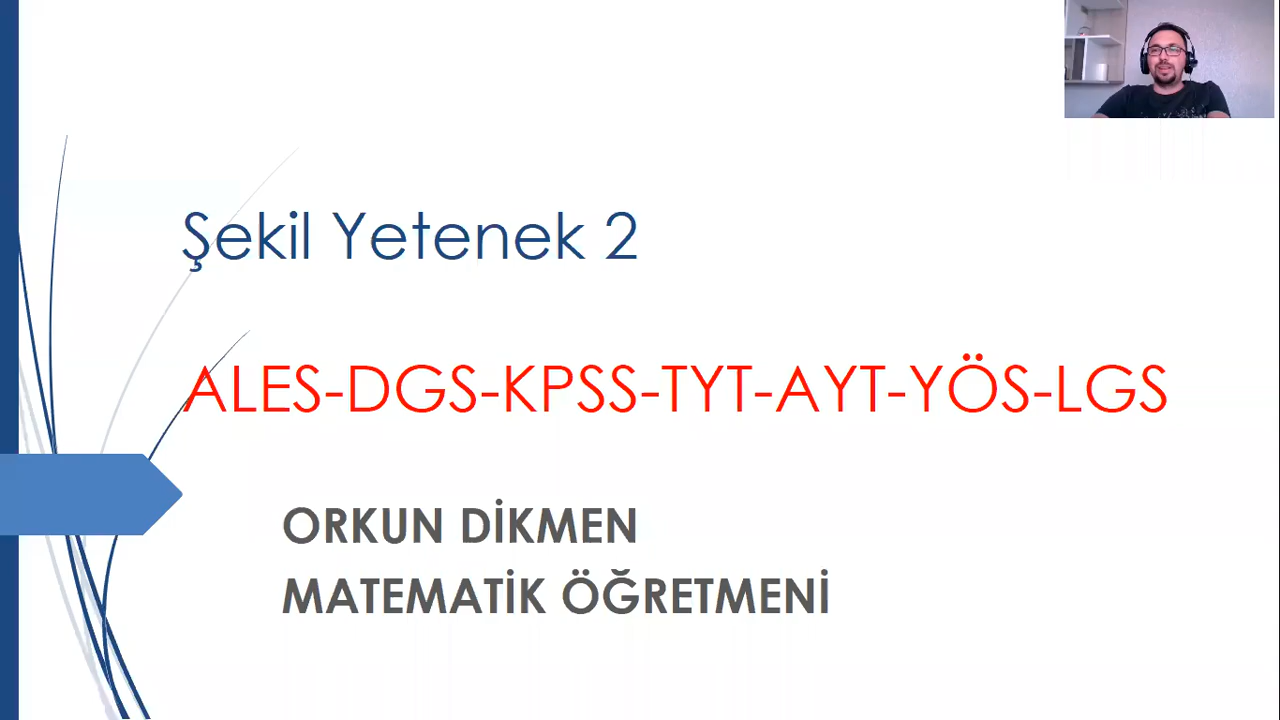 Şekil Yetenek 2
ALES-DGS-KPSS-TYT-AYT-YÖS-LGS
ORKUN DİKMEN
MATEMATİK ÖĞRETMENİ